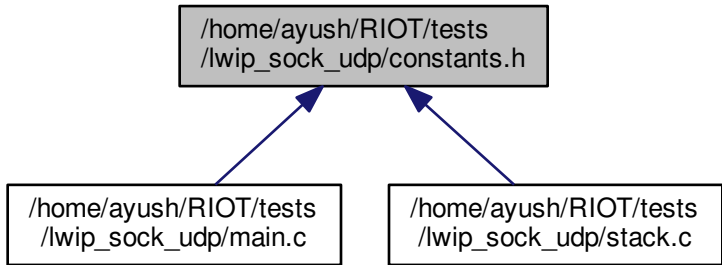 /home/ayush/RIOT/tests
/lwip_sock_udp/constants.h
/home/ayush/RIOT/tests
/lwip_sock_udp/main.c
/home/ayush/RIOT/tests
/lwip_sock_udp/stack.c